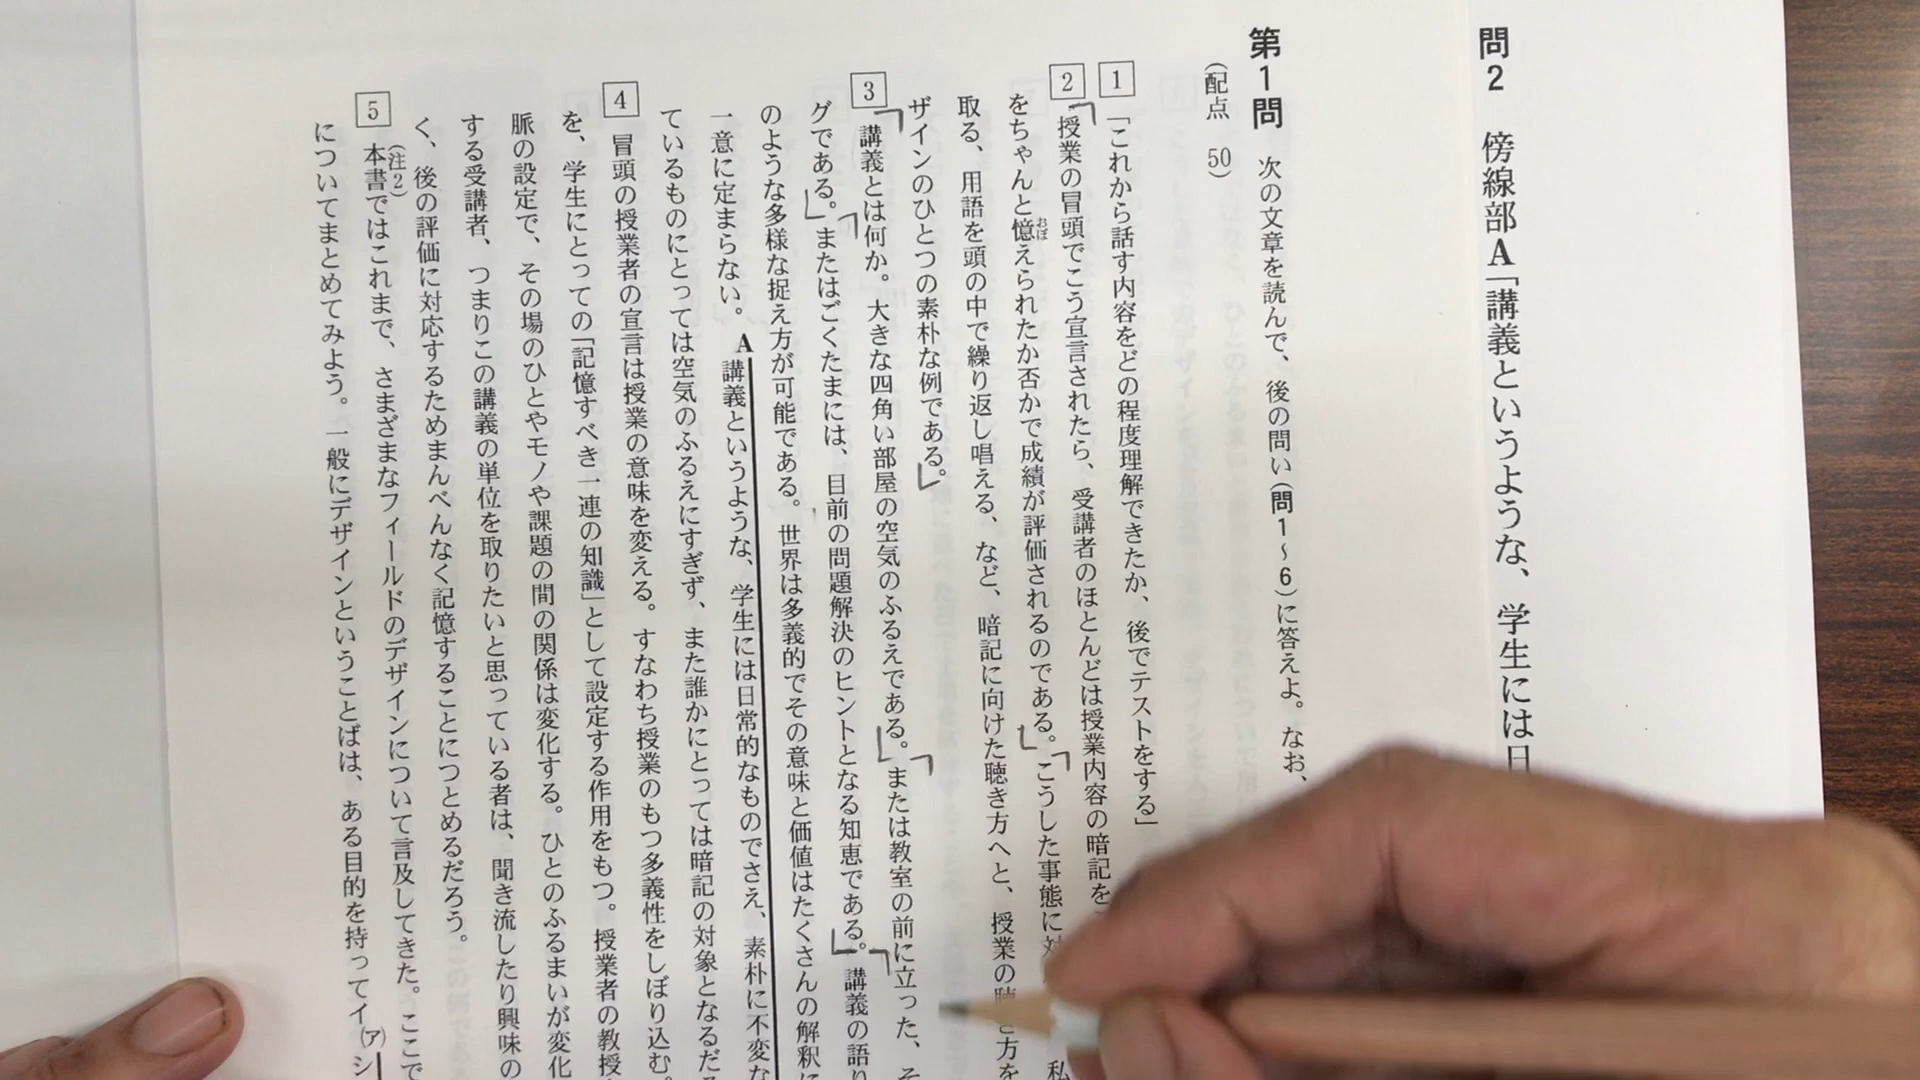 問2 傍線部A「講義というような、学生には日
第1問 次の文章を読んで、後の問い(問1～6)に答えよ。なお、
(配点 50)
1 「これから話す内容をどの程度理解できたか、後でテストをする」
2 授業の冒頭でこう宣言されたら、受講者のほとんどは授業内容の暗記を
をちゃんと憶えられたか否かで成績が評価されるのである。こうした事態に対 私
おぼ
取る、用語を頭の中で繰り返し唱える、など、暗記に向けた聴き方へと、授業の聴き方を
ザインのひとつの素朴な例である。
3 講義とは何か。大きな四角い部屋の空気のふるえである。または教室の前に立った、そ
グである。またはごくたまには、目前の問題解決のヒントとなる知恵である。講義の語り
のような多様な捉え方が可能である。世界は多義的でその意味と価値はたくさんの解釈に
一意に定まらない。A講義というような、学生には日常的なものでさえ、素朴に不変な
ているものにとっては空気のふるえにすぎず、また誰かにとっては暗記の対象となるだろ
4 冒頭の授業者の宣言は授業の意味を変える。すなわち授業のもつ多義性をしぼり込む。
を、学生にとっての「記憶すべき一連の知識」として設定する作用をもつ。授業者の教授
脈の設定で、その場のひとやモノや課題の間の関係は変化する。ひとのふるまいが変化
する受講者、つまりこの講義の単位を取りたいと思っている者は、聞き流したり興味の
く、後の評価に対応するためまんべんなく記憶することにつとめるだろう。
5 本書ではこれまで、さまざまなフィールドのデザインについて言及してきた。ここで
(注2)
についてまとめてみよう。一般にデザインということばは、ある目的を持ってイ(ア)シ